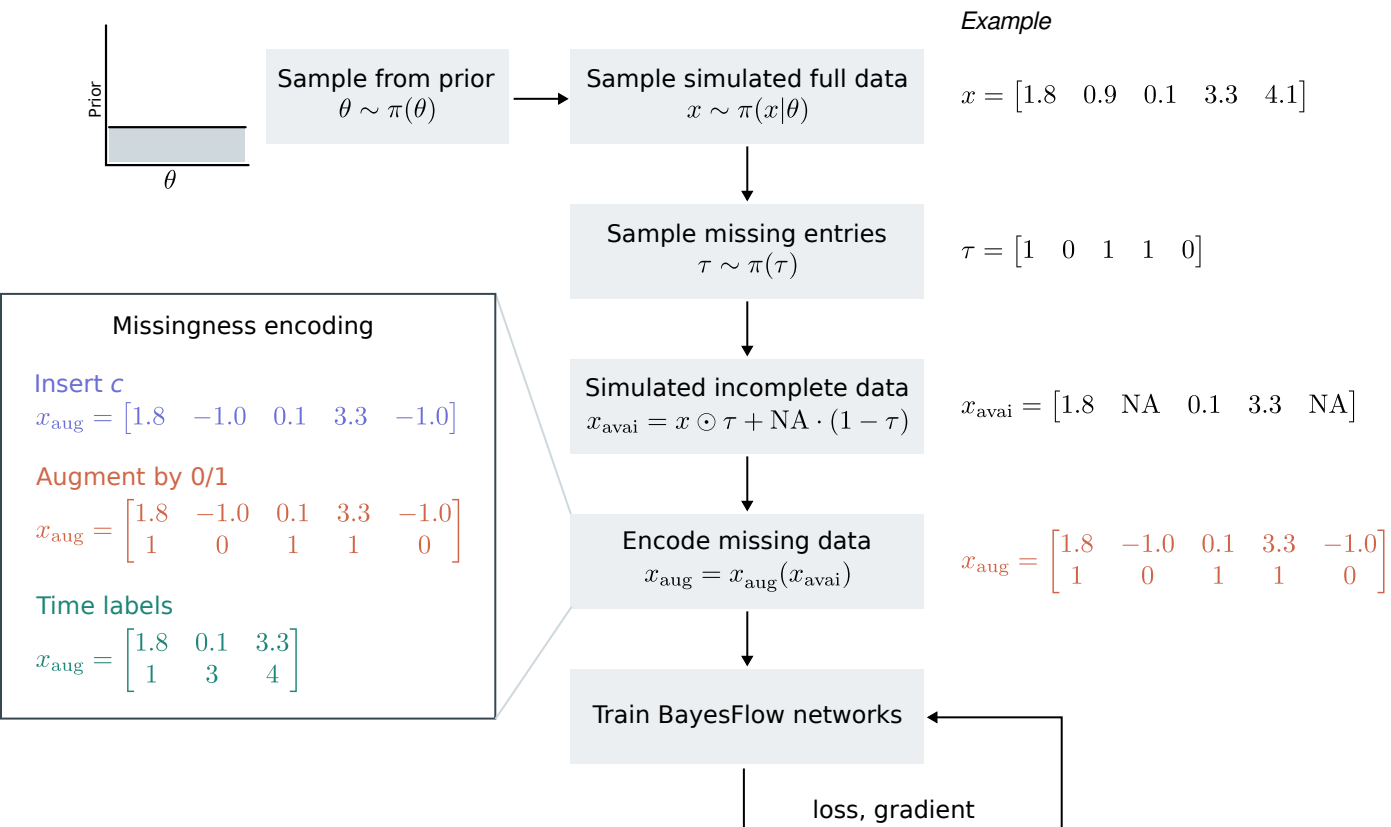 Example
Prior
θ
Sample from prior
θ ∼ π(θ)
Sample simulated full data
x ∼ π(x|θ)
x = [1.8 0.9 0.1 3.3 4.1]
Sample missing entries
τ ∼ π(τ)
τ = [1 0 1 1 0]
Simulated incomplete data
x_avai = x ⊙ τ + NA · (1 − τ)
x_avai = [1.8 NA 0.1 3.3 NA]
Missingness encoding
Insert c
x_aug = [1.8 −1.0 0.1 3.3 −1.0]
Augment by 0/1
x_aug = [1.8 −1.0 0.1 3.3 −1.0
1 0 1 1 0]
Time labels
x_aug = [1.8 0.1 3.3
1 3 4]
Encode missing data
x_aug = x_aug(x_avai)
x_aug = [1.8 −1.0 0.1 3.3 −1.0
1 0 1 1 0]
Train BayesFlow networks
loss, gradient